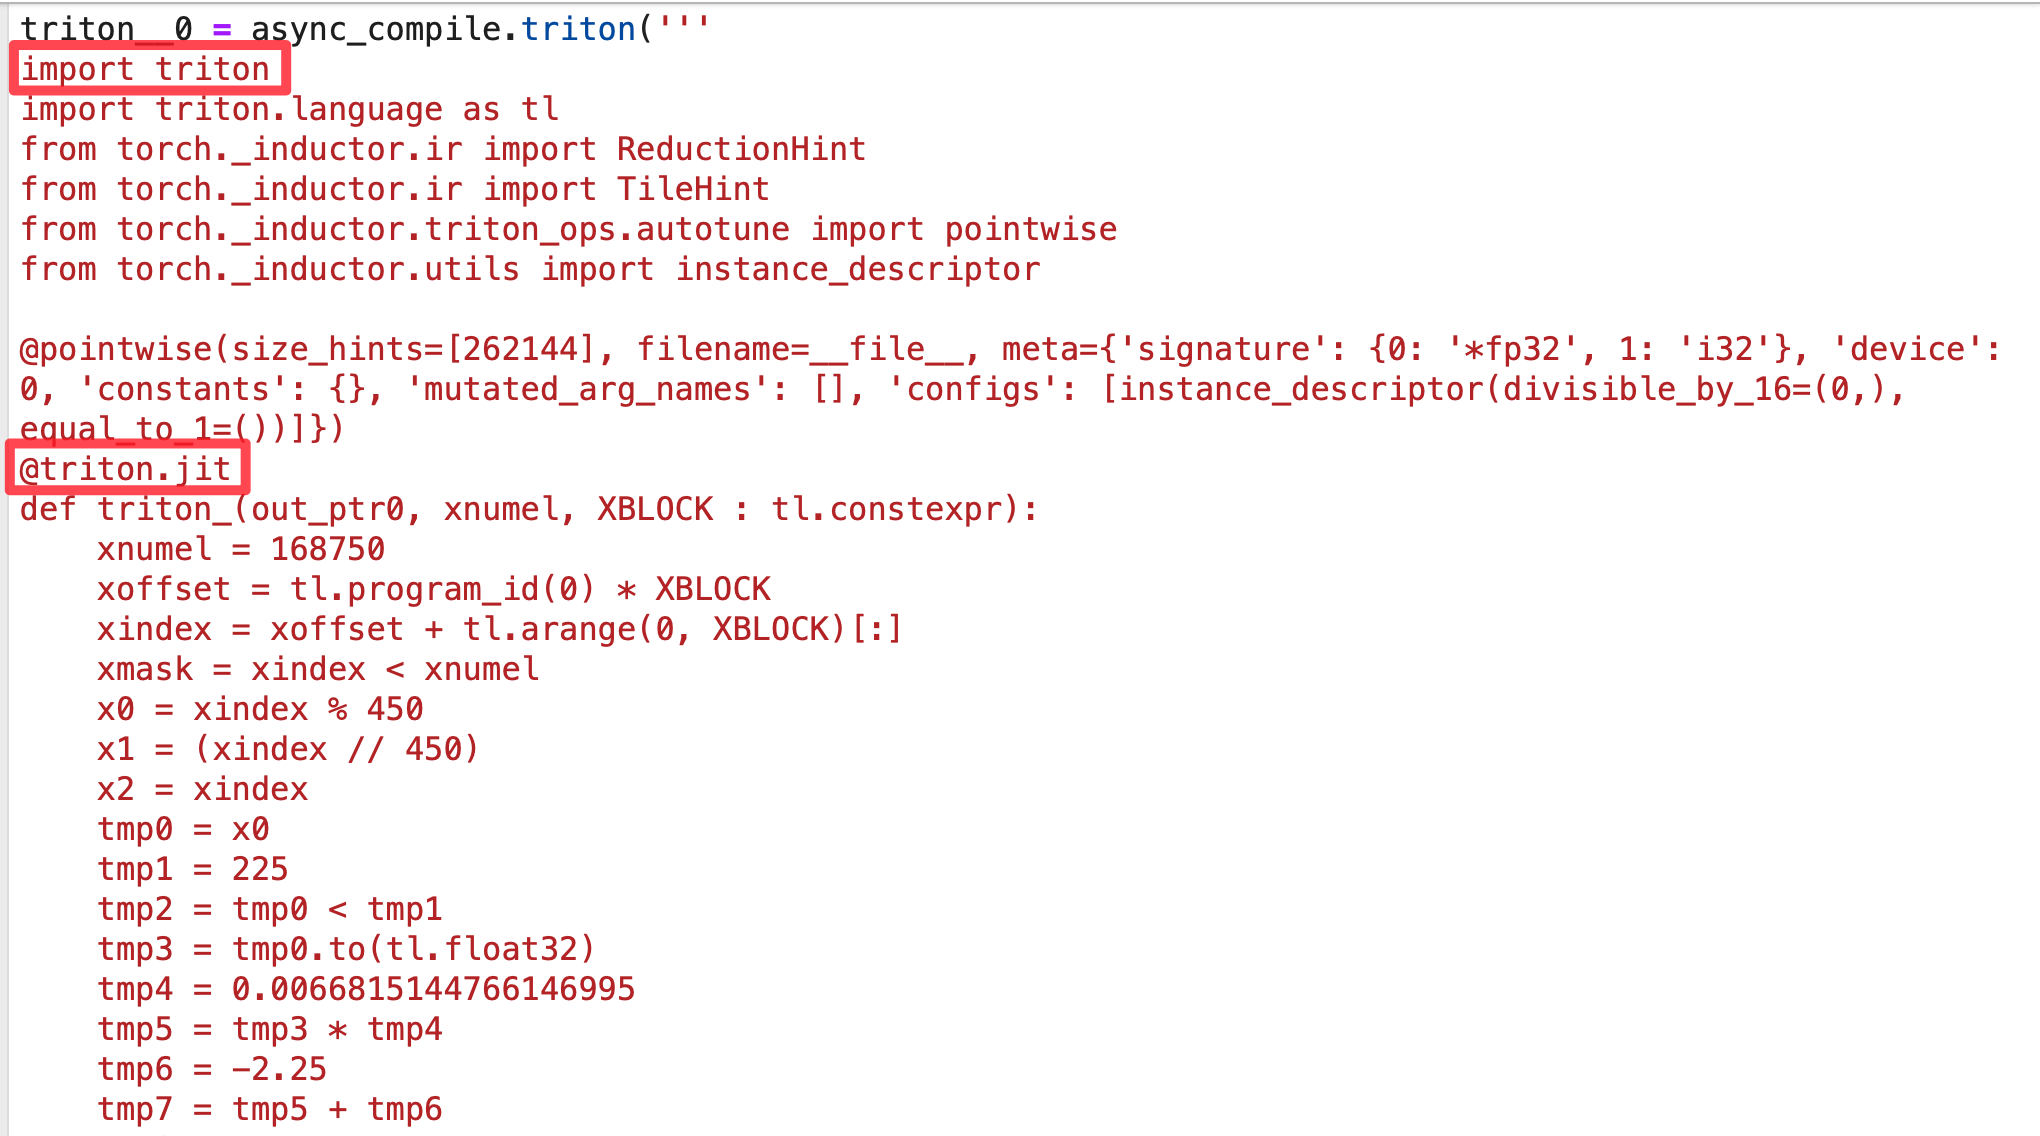 triton__0 = async_compile.triton('''
import triton
import triton.language as tl
from torch._inductor.ir import ReductionHint
from torch._inductor.ir import TileHint
from torch._inductor.triton_ops.autotune import pointwise
from torch._inductor.utils import instance_descriptor

@pointwise(size_hints=[262144], filename=__file__, meta={'signature': {0: '*fp32', 1: 'i32'}, 'device':
0, 'constants': {}, 'mutated_arg_names': [], 'configs': [instance_descriptor(divisible_by_16=(0,),
equal_to_1=())]})
@triton.jit
def triton_(out_ptr0, xnumel, XBLOCK : tl.constexpr):
    xnumel = 168750
    xoffset = tl.program_id(0) * XBLOCK
    xindex = xoffset + tl.arange(0, XBLOCK)[:]
    xmask = xindex < xnumel
    x0 = xindex % 450
    x1 = (xindex // 450)
    x2 = xindex
    tmp0 = x0
    tmp1 = 225
    tmp2 = tmp0 < tmp1
    tmp3 = tmp0.to(tl.float32)
    tmp4 = 0.0066815144766146995
    tmp5 = tmp3 * tmp4
    tmp6 = -2.25
    tmp7 = tmp5 + tmp6